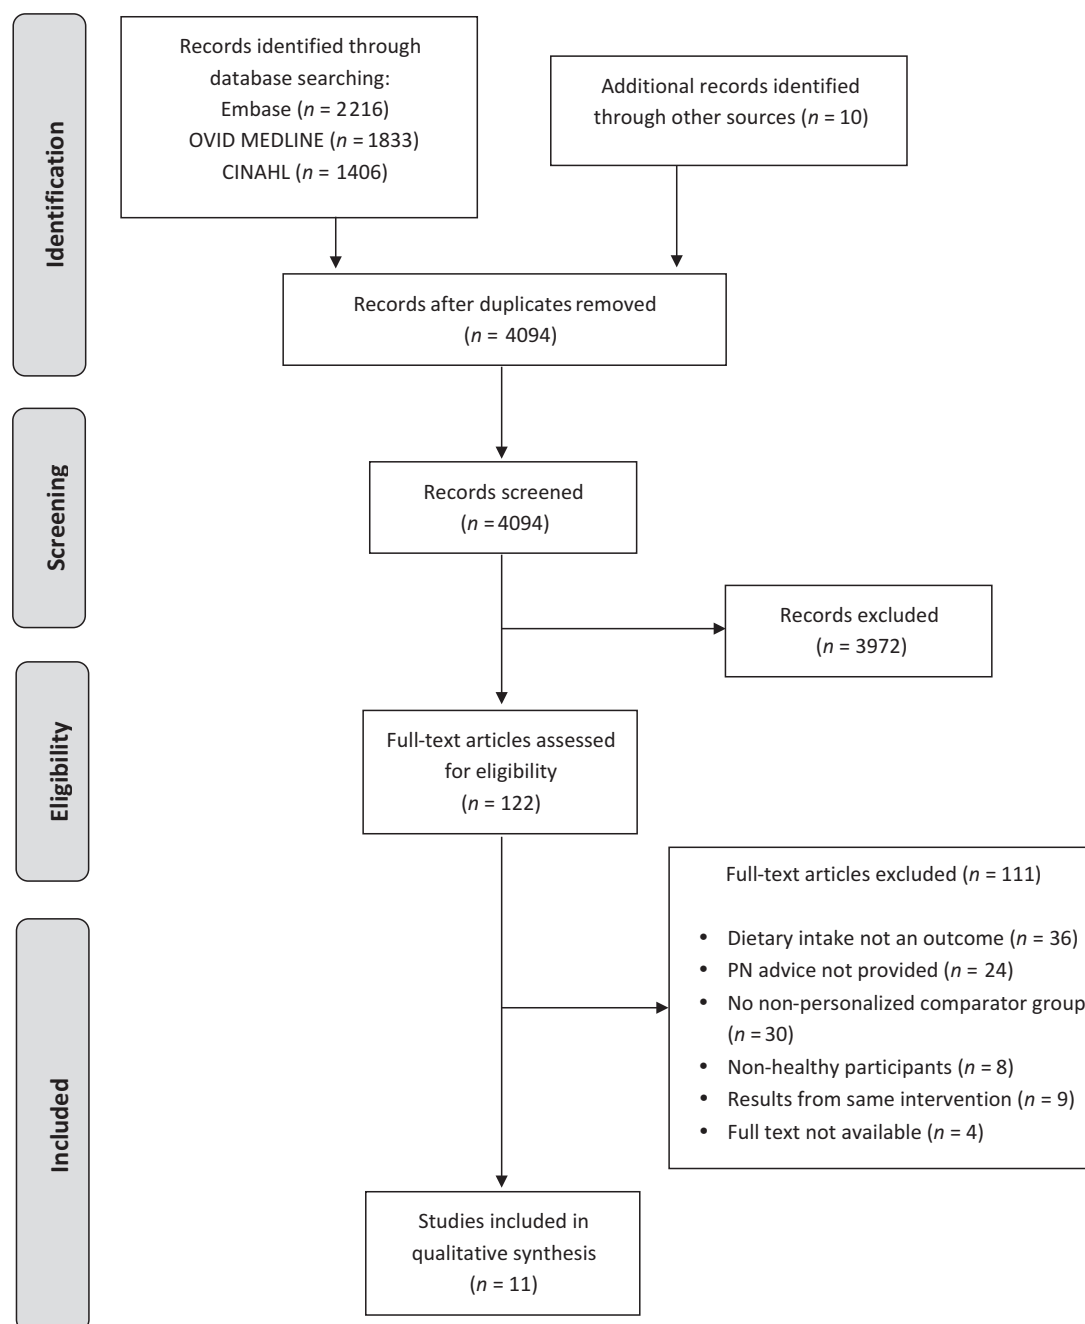 Identification
Records identified through
database searching:
Embase (n = 2216)
OVID MEDLINE (n = 1833)
CINAHL (n = 1406)
Additional records identified
through other sources (n = 10)
Records after duplicates removed
(n = 4094)
Screening
Records screened
(n = 4094)
Records excluded
(n = 3972)
Eligibility
Full-text articles assessed
for eligibility
(n = 122)
Full-text articles excluded (n = 111)
• Dietary intake not an outcome (n = 36)
• PN advice not provided (n = 24)
• No non-personalized comparator group
(n = 30)
• Non-healthy participants (n = 8)
• Results from same intervention (n = 9)
• Full text not available (n = 4)
Included
Studies included in
qualitative synthesis
(n = 11)